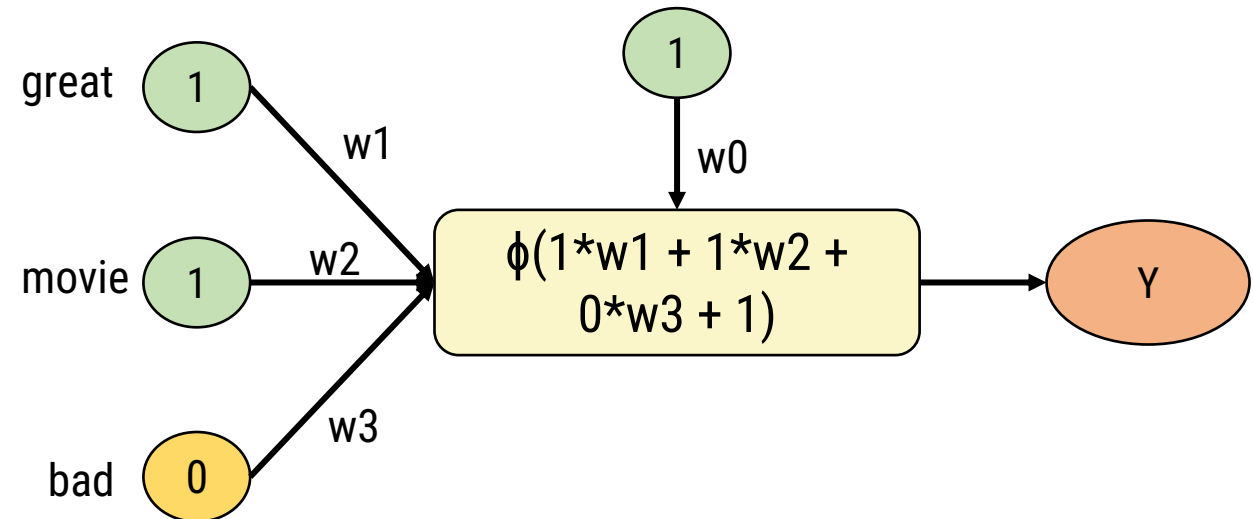 great
1
w1
1
w0
movie
1
w2
ϕ(1*w1 + 1*w2 +
0*w3 + 1)
Y
bad
0
w3